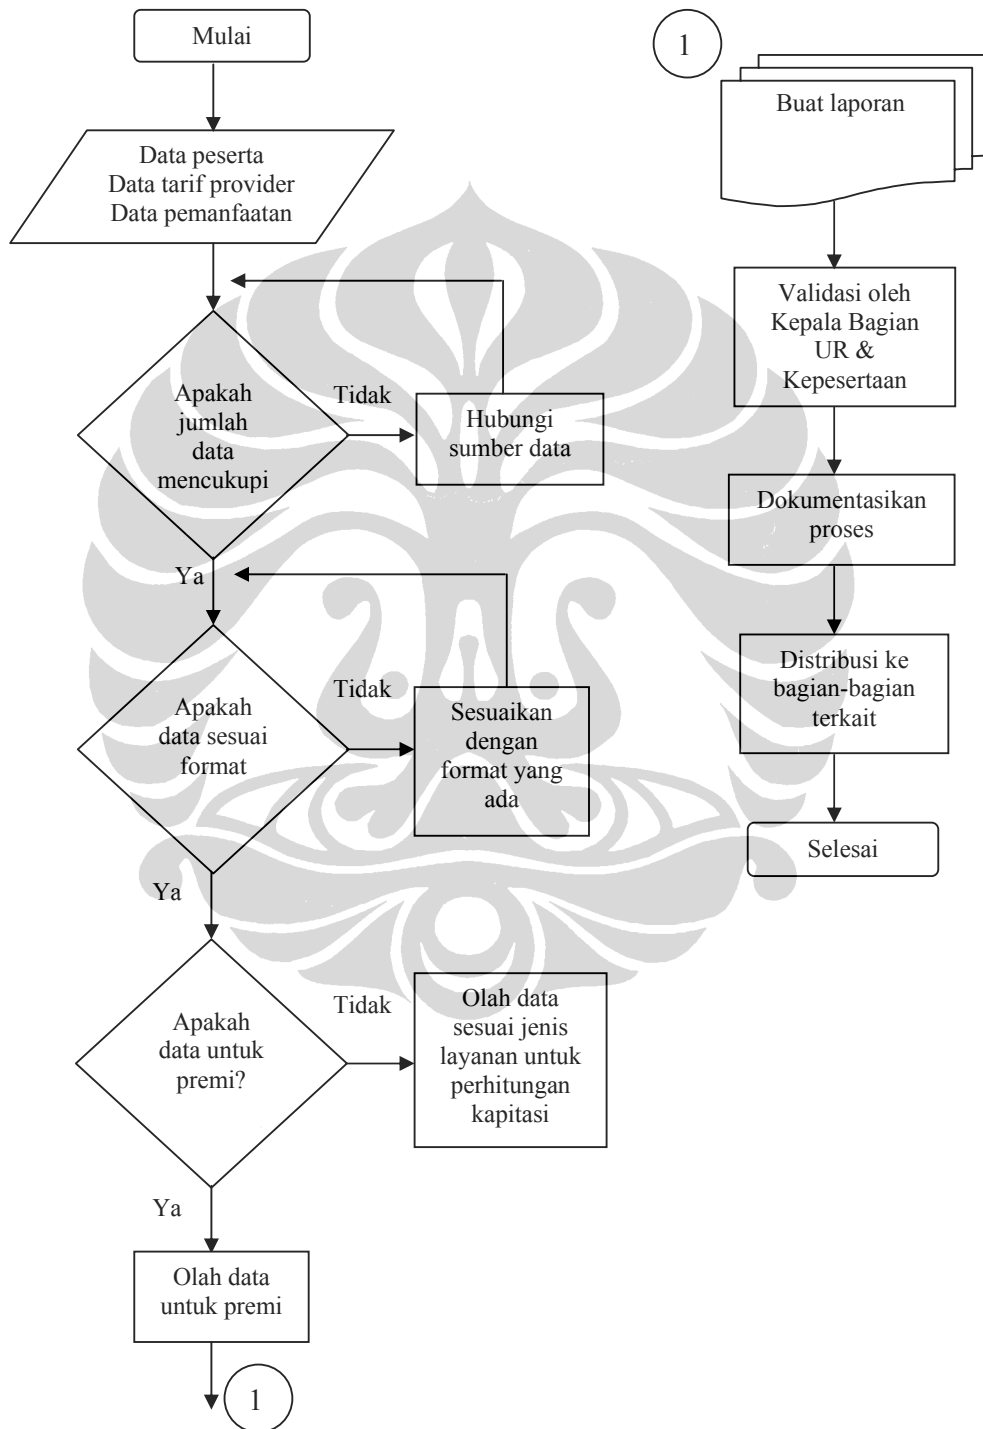 Mulai
Data peserta
Data tarif provider
Data pemanfaatan
Apakah
jumlah
data
mencukupi
Tidak
Hubungi
sumber data
Ya
Apakah
data sesuai
format
Tidak
Sesuaikan
dengan
format yang
ada
Ya
Apakah
data untuk
premi?
Tidak
Olah data
sesuai jenis
layanan untuk
perhitungan
kapitasi
Ya
Olah data
untuk premi
1
1
Buat laporan
Validasi oleh
Kepala Bagian
UR &
Kepesertaan
Dokumentasikan
proses
Distribusi ke
bagian-bagian
terkait
Selesai